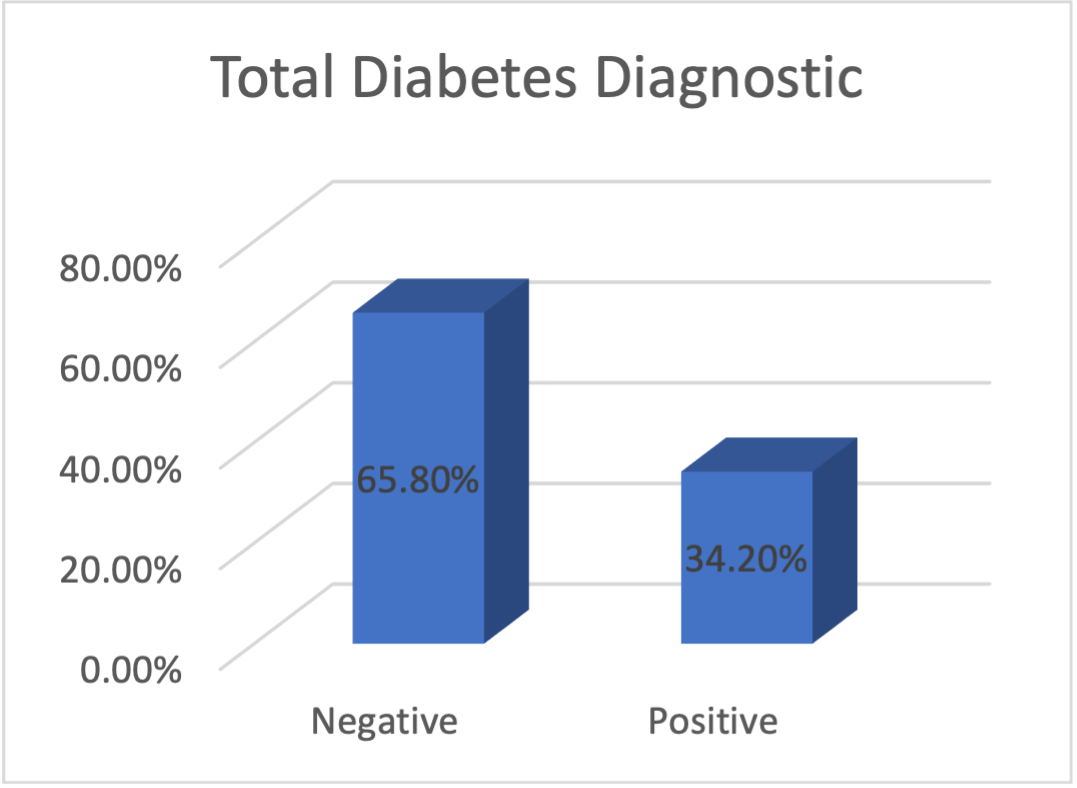 Total Diabetes Diagnostic
80.00%
60.00%
40.00%
20.00%
0.00%
65.80%
34.20%
Negative
Positive